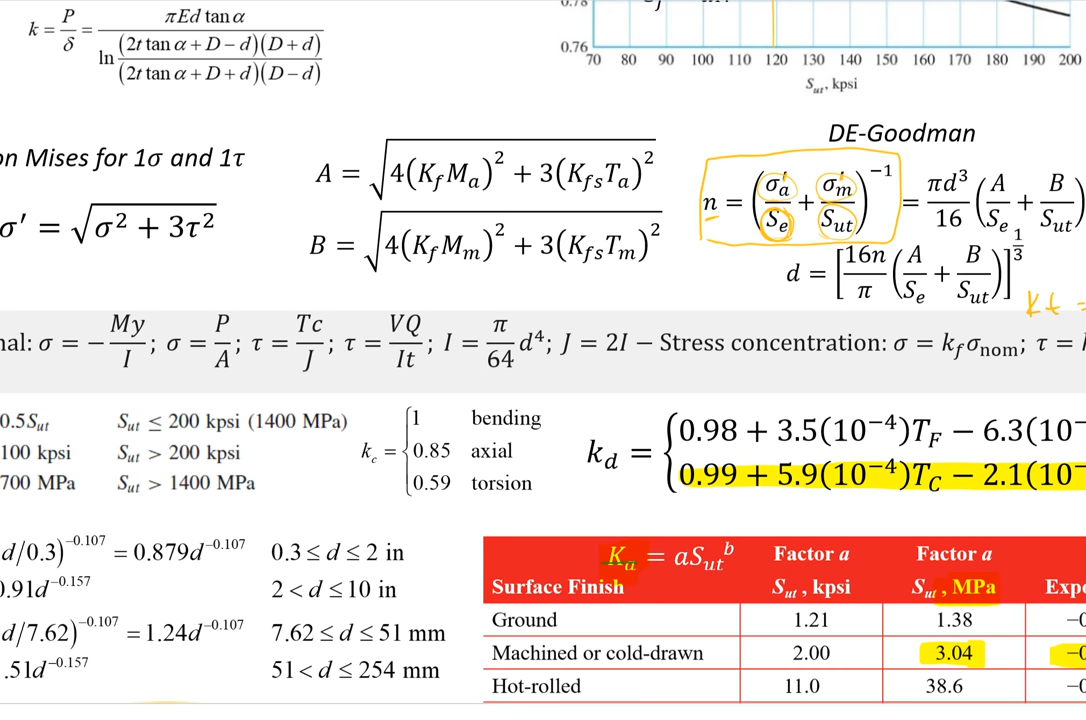 k = P/δ = πEd tan α / ln (2t tan α + D − d)(D + d) / (2t tan α + D + d)(D − d)
0.76
70 80 90 100 110 120 130 140 150 160 170 180 190 200
S_ut, kpsi
DE-Goodman
on Mises for 1σ and 1τ
σ′ = √(σ² + 3τ²)
A = √(4(K_f M_a)² + 3(K_fs T_a)²)
B = √(4(K_f M_m)² + 3(K_fs T_m)²)
n = (σ′_a/S_e + σ′_m/S_ut)⁻¹ = πd³/16 (A/S_e + B/S_ut)
d = [16n/π (A/S_e + B/S_ut)]^(1/3)
kt =
nal: σ = −My/I; σ = P/A; τ = Tc/J; τ = VQ/It; I = π/64 d⁴; J = 2I − Stress concentration: σ = k_f σ_nom; τ =
0.5S_ut S_ut ≤ 200 kpsi (1400 MPa)
100 kpsi S_ut > 200 kpsi
700 MPa S_ut > 1400 MPa
k_c = { 1 bending
0.85 axial
0.59 torsion
k_d = { 0.98 + 3.5(10⁻⁴)T_F − 6.3(10⁻
0.99 + 5.9(10⁻⁴)T_C − 2.1(10⁻
d/0.3)^−0.107 = 0.879d^−0.107 0.3 ≤ d ≤ 2 in
0.91d^−0.157 2 < d ≤ 10 in
d/7.62)^−0.107 = 1.24d^−0.107 7.62 ≤ d ≤ 51 mm
.51d^−0.157 51 < d ≤ 254 mm
K_a = aS_ut^b Factor a Factor a
Surface Finish S_ut, kpsi S_ut, MPa Expo
Ground 1.21 1.38 −0
Machined or cold-drawn 2.00 3.04 −0
Hot-rolled 11.0 38.6 −0